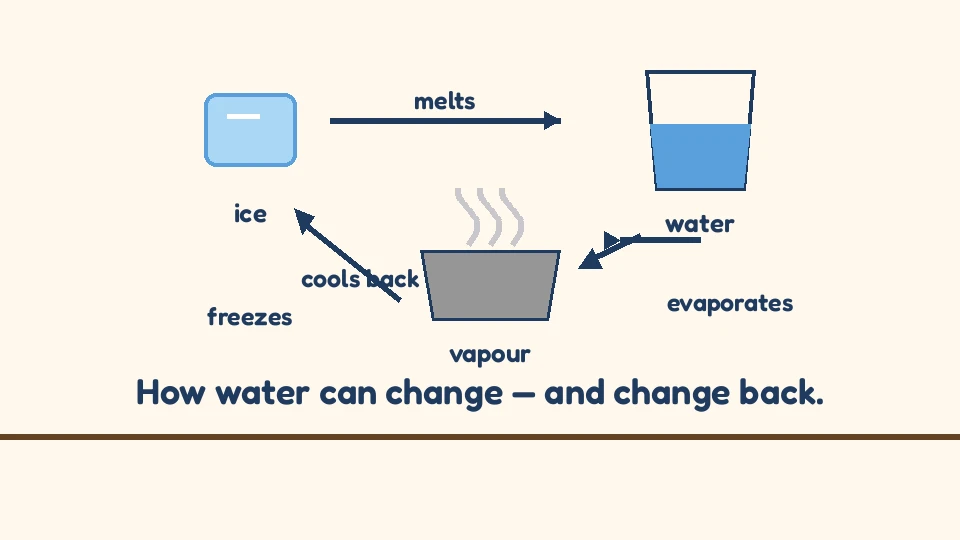 melts
ice
water
cools back
evaporates
freezes
vapour
How water can change — and change back.